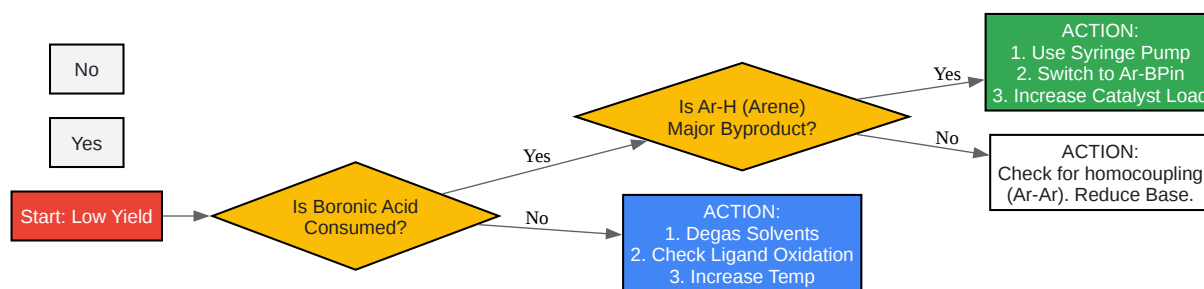 No
Yes
Start: Low Yield
Is Boronic Acid
Consumed?
Yes
No
Is Ar-H (Arene)
Major Byproduct?
Yes
No
ACTION:
1. Use Syringe Pump
2. Switch to Ar-BPin
3. Increase Catalyst Load
ACTION:
Check for homocoupling
(Ar-Ar). Reduce Base.
ACTION:
1. Degas Solvents
2. Check Ligand Oxidation
3. Increase Temp